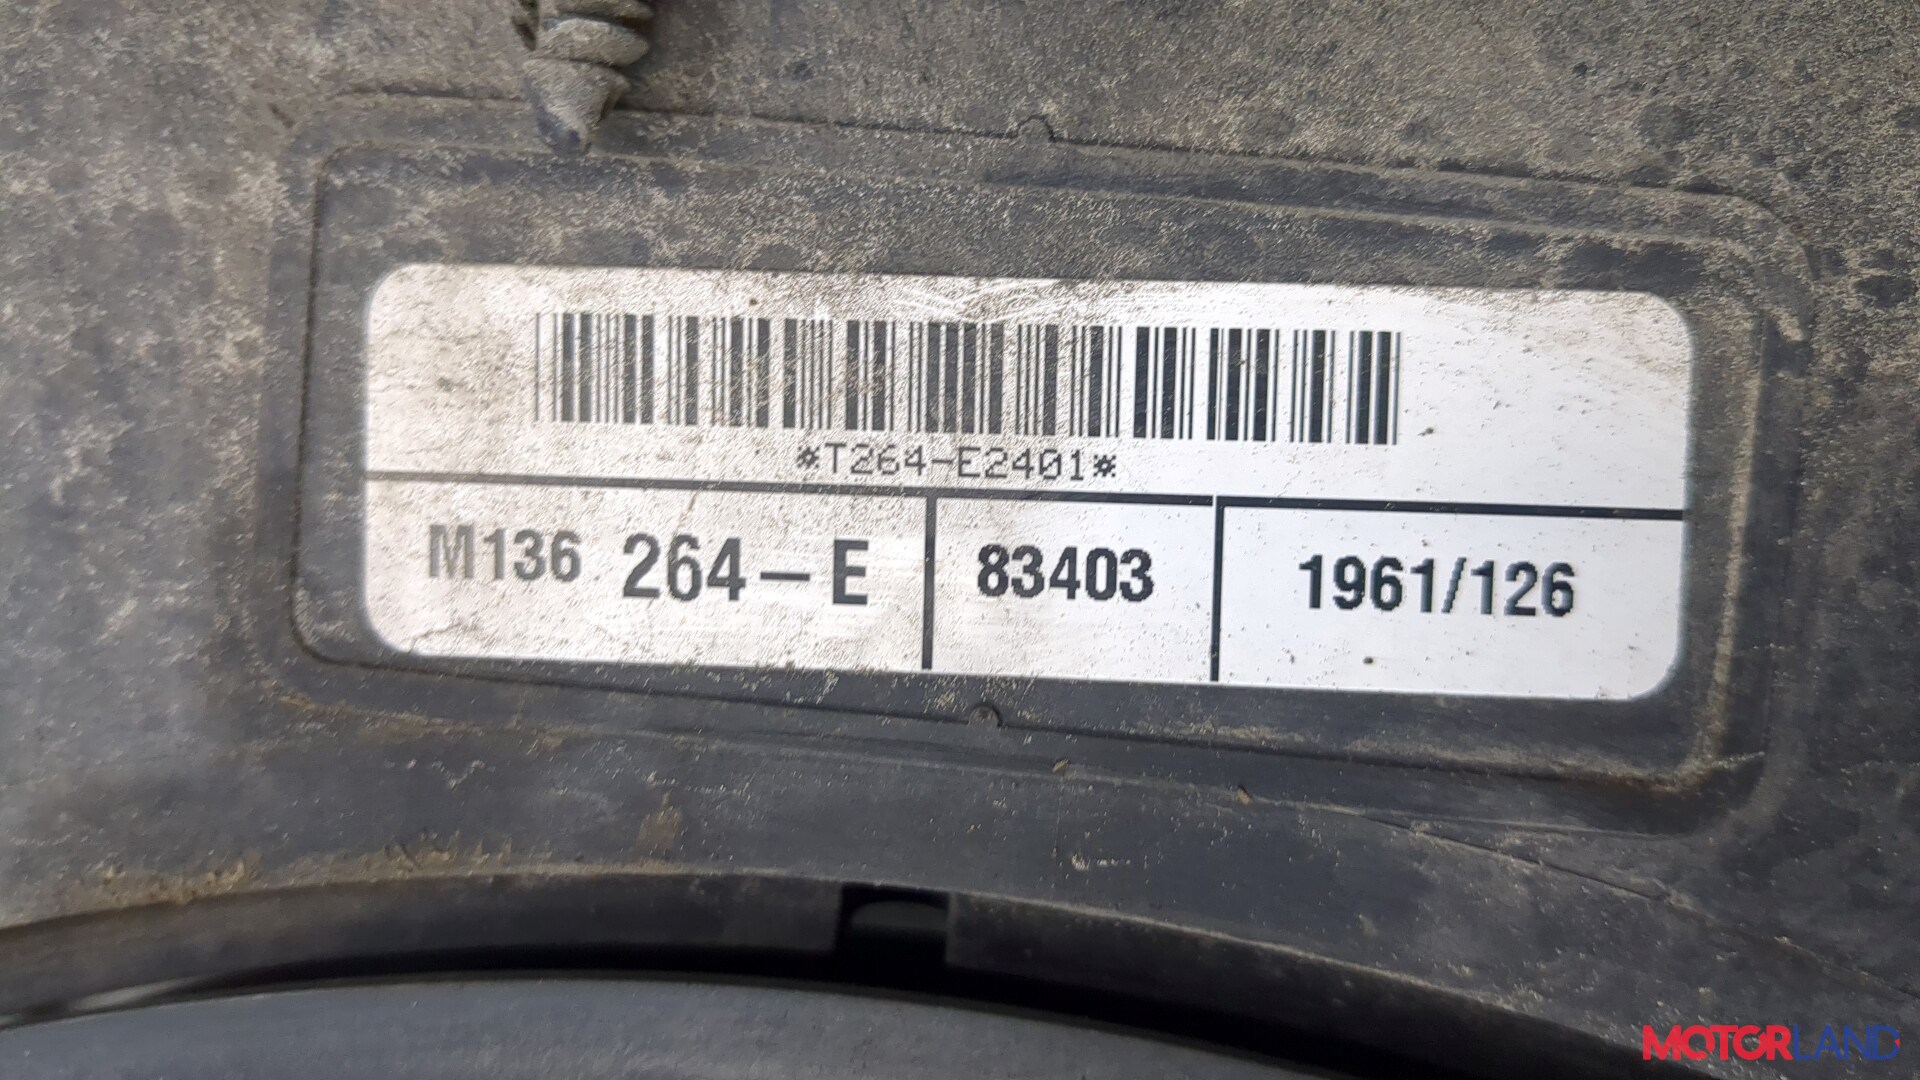 *T264-E2401*
M136 264-E 83403 1961/126
MOTORLAND